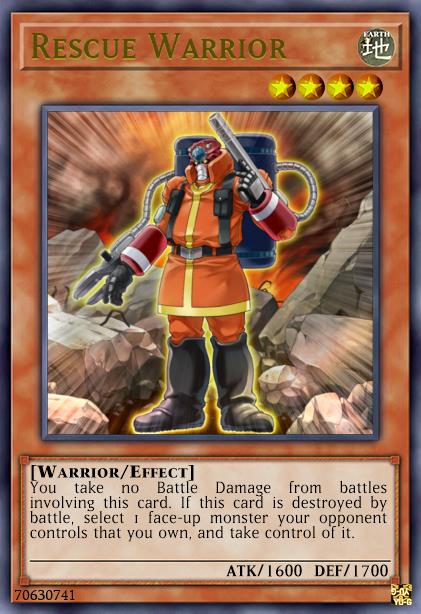 RESCUE WARRIOR
EARTH
地
[WARRIOR/EFFECT]
You take no Battle Damage from battles
involving this card. If this card is destroyed by
battle, select 1 face-up monster your opponent
controls that you own, and take control of it.
ATK/1600 DEF/1700
70630741